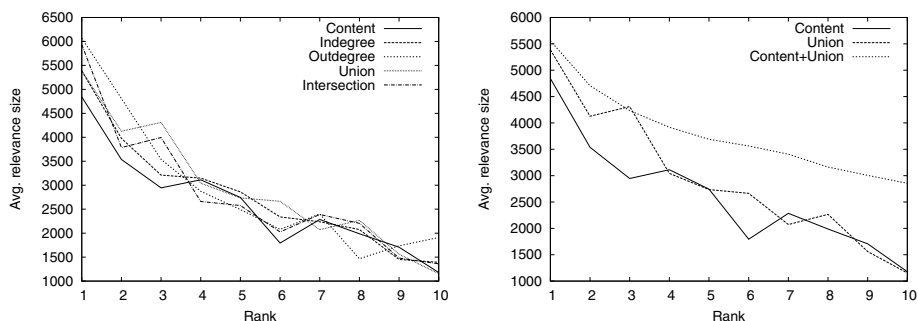 6500
6000
5500
5000
4500
4000
3500
3000
2500
2000
1500
1000
Avg. relevance size
1 2 3 4 5 6 7 8 9 10
Rank
Content
Indegree
Outdegree
Union
Intersection
6000
5500
5000
4500
4000
3500
3000
2500
2000
1500
1000
Avg. relevance size
1 2 3 4 5 6 7 8 9 10
Rank
Content
Union
Content+Union